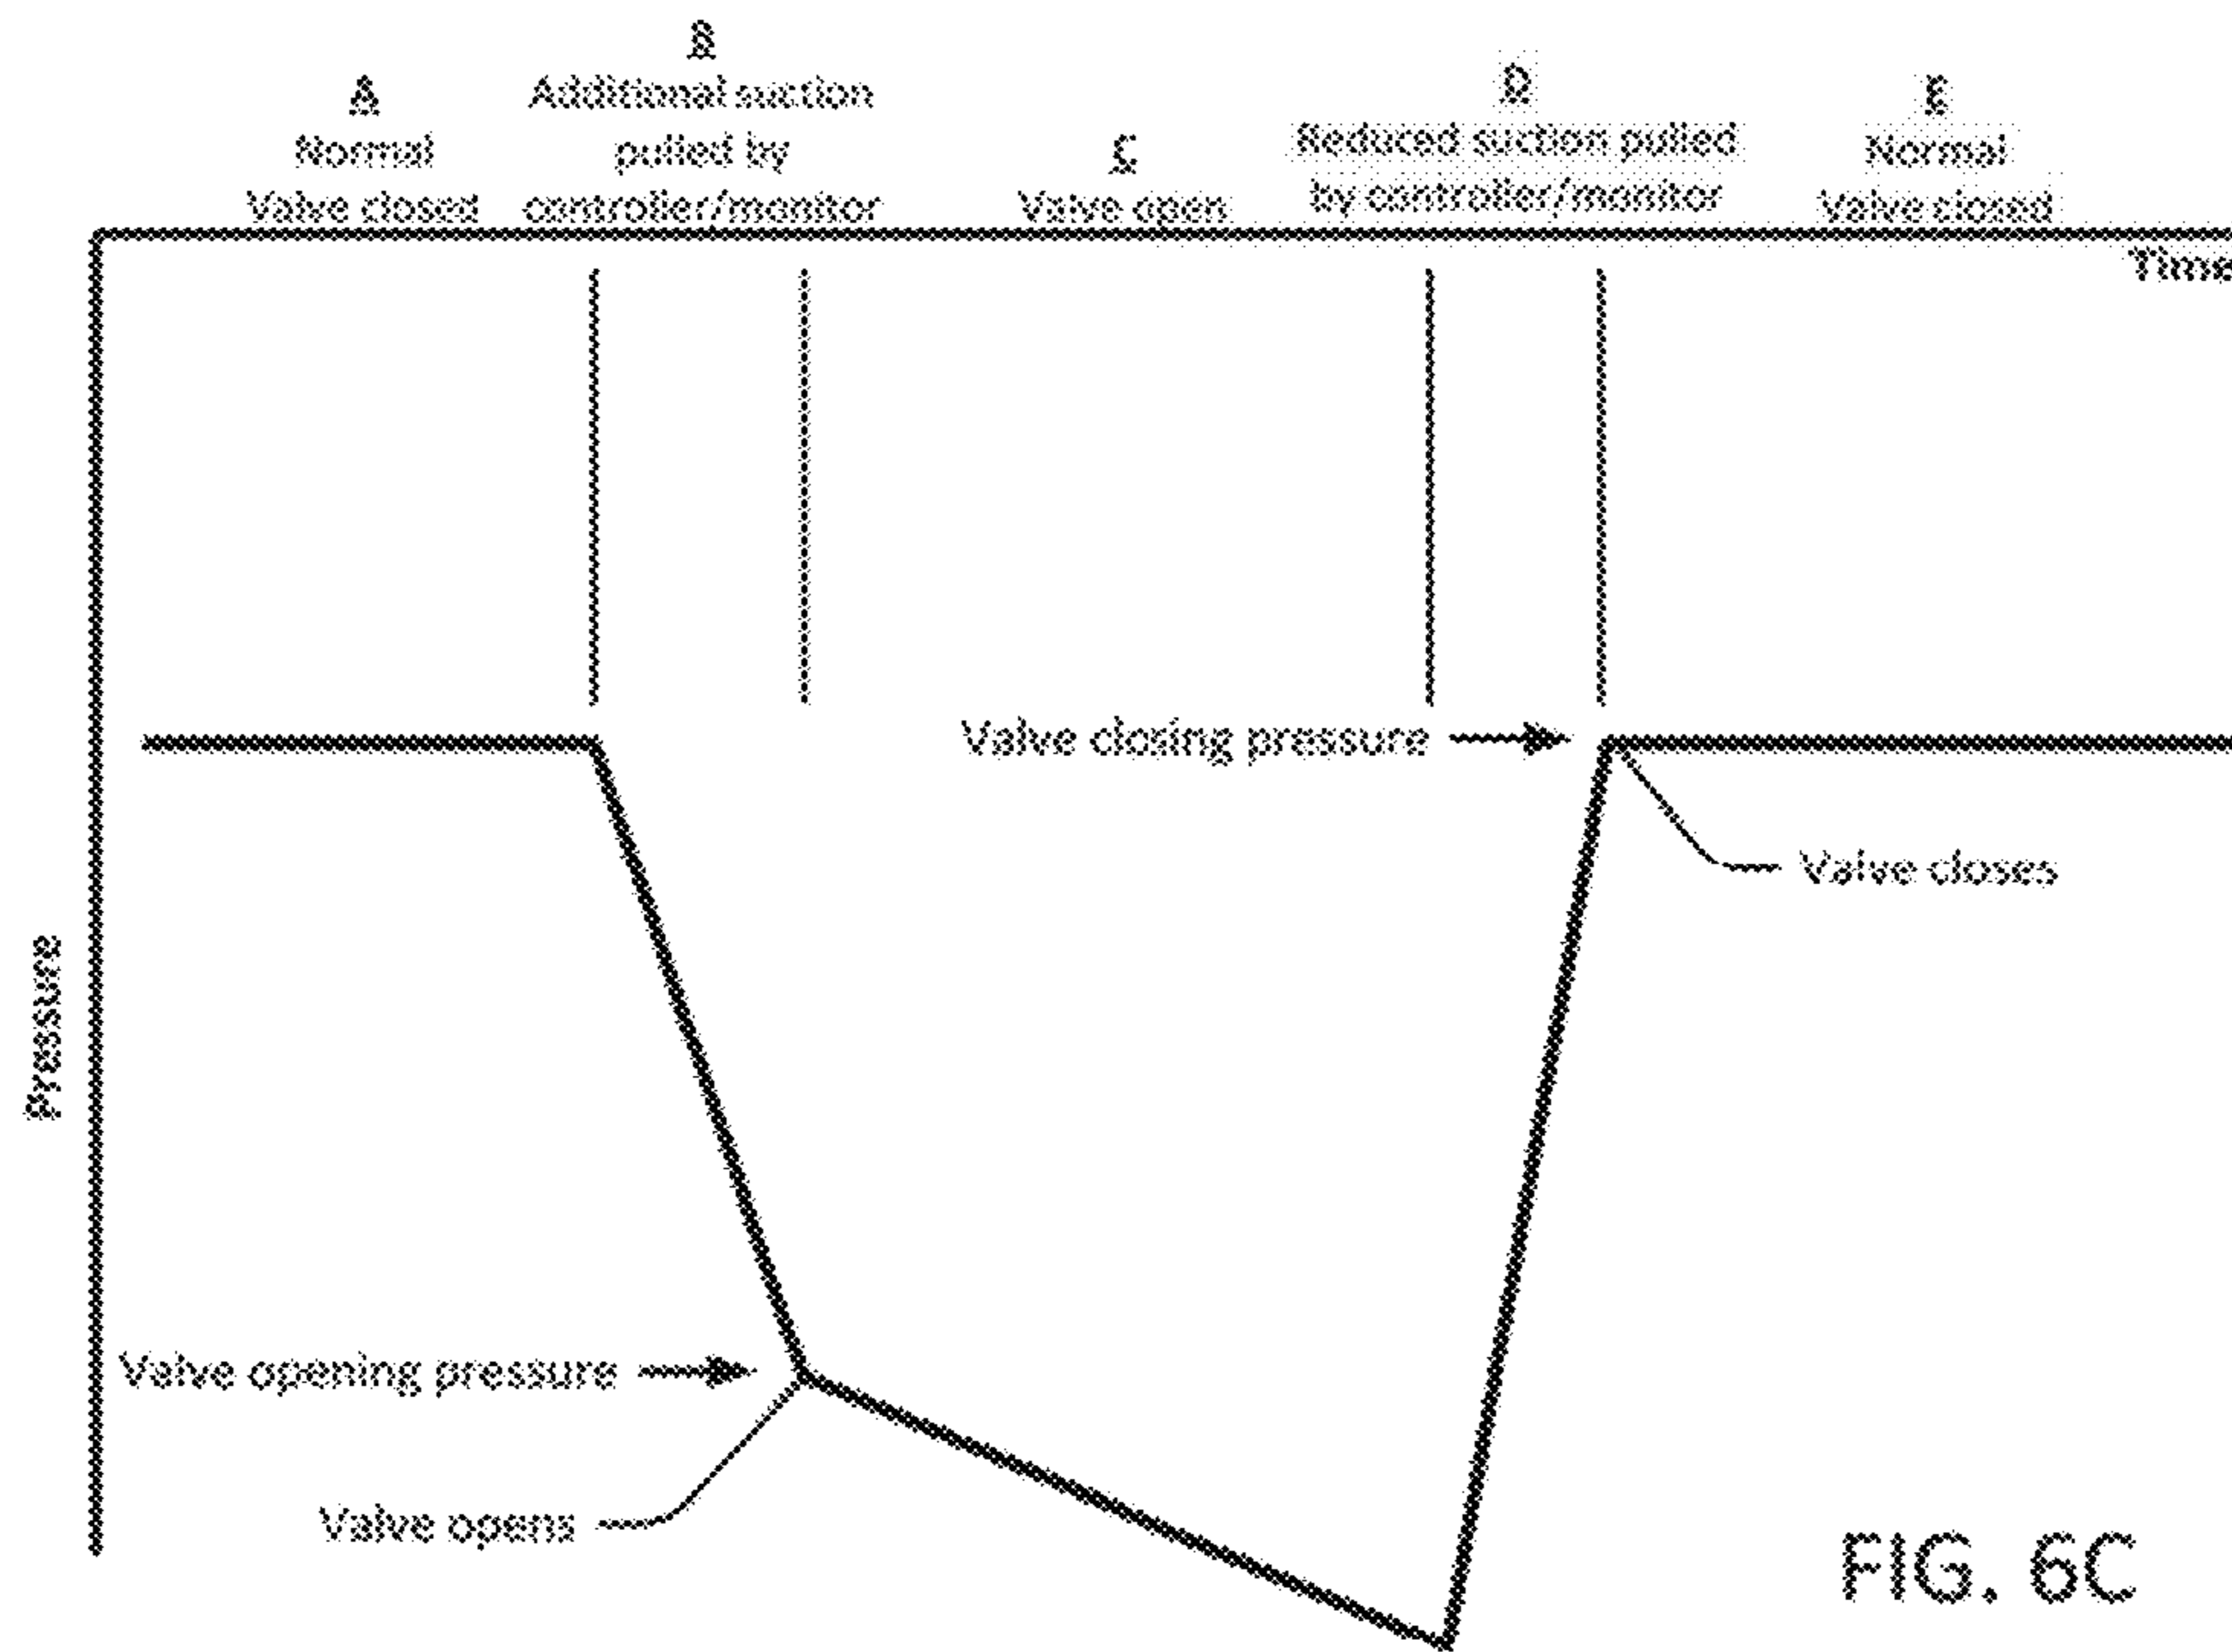 A
Normal
Valve closed
B
Additional suction
pulled by
controller/monitor
C
Valve open
D
Reduced suction pulled
by controller/monitor
E
Normal
Valve closed
Time
Valve closing pressure
Valve closes
Pressure
Valve opening pressure
Valve opens
FIG. 6C